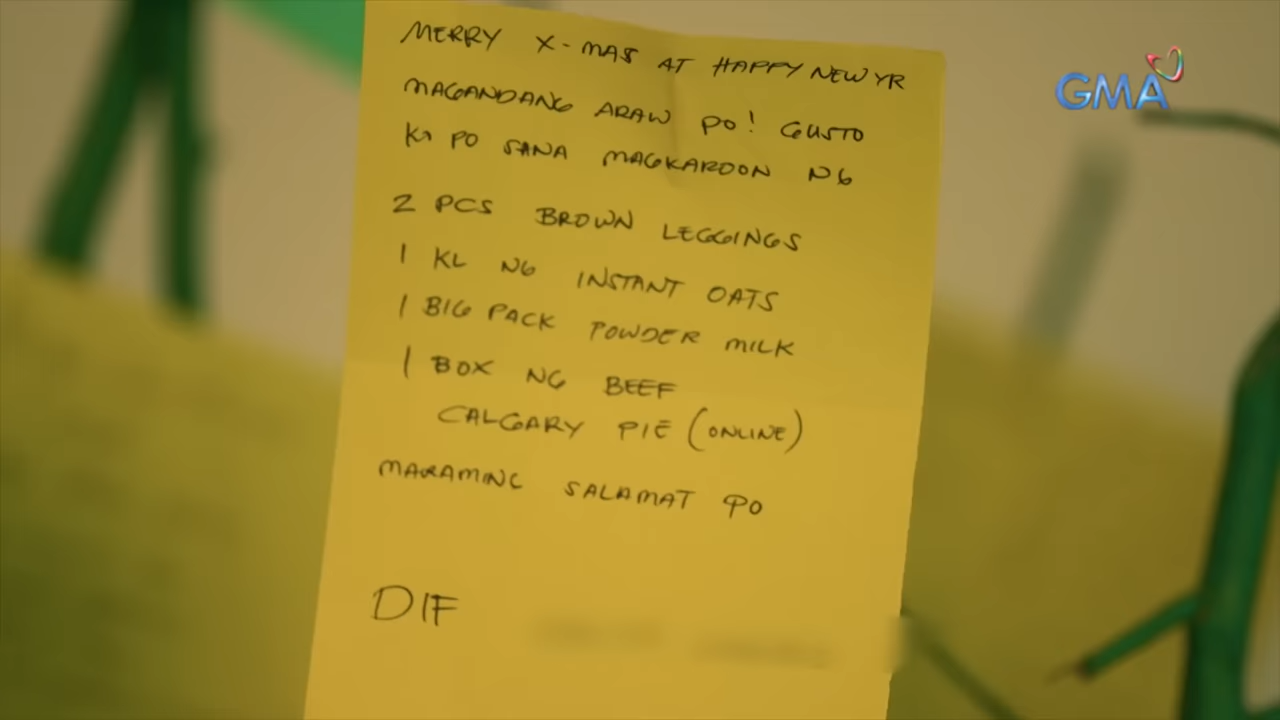 MERRY X-MAS AT HAPPY NEW YR
MAGANDANG ARAW PO! GUSTO
KO PO SANA MAGKAROON NG
2 PCS BROWN LEGGINGS
1 KL NG INSTANT OATS
1 BIG PACK POWDER MILK
1 BOX NG BEEF
CALGARY PIE (ONLINE)
MARAMING SALAMAT PO
DIF
GMA